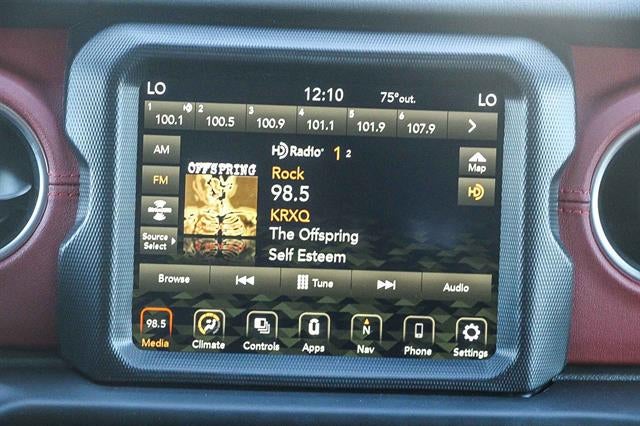 LO 12:10 75°out. LO
1 2 3 4 5 6
100.1 100.5 100.9 101.1 101.9 107.9
AM
HD Radio 1 2
OFFSPRING
Rock
Map
FM
98.5
HD
KRXQ
SiriusXM
The Offspring
Source
Select
Self Esteem
Browse Tune Audio
98.5 N
Media Climate Controls Apps Nav Phone Settings